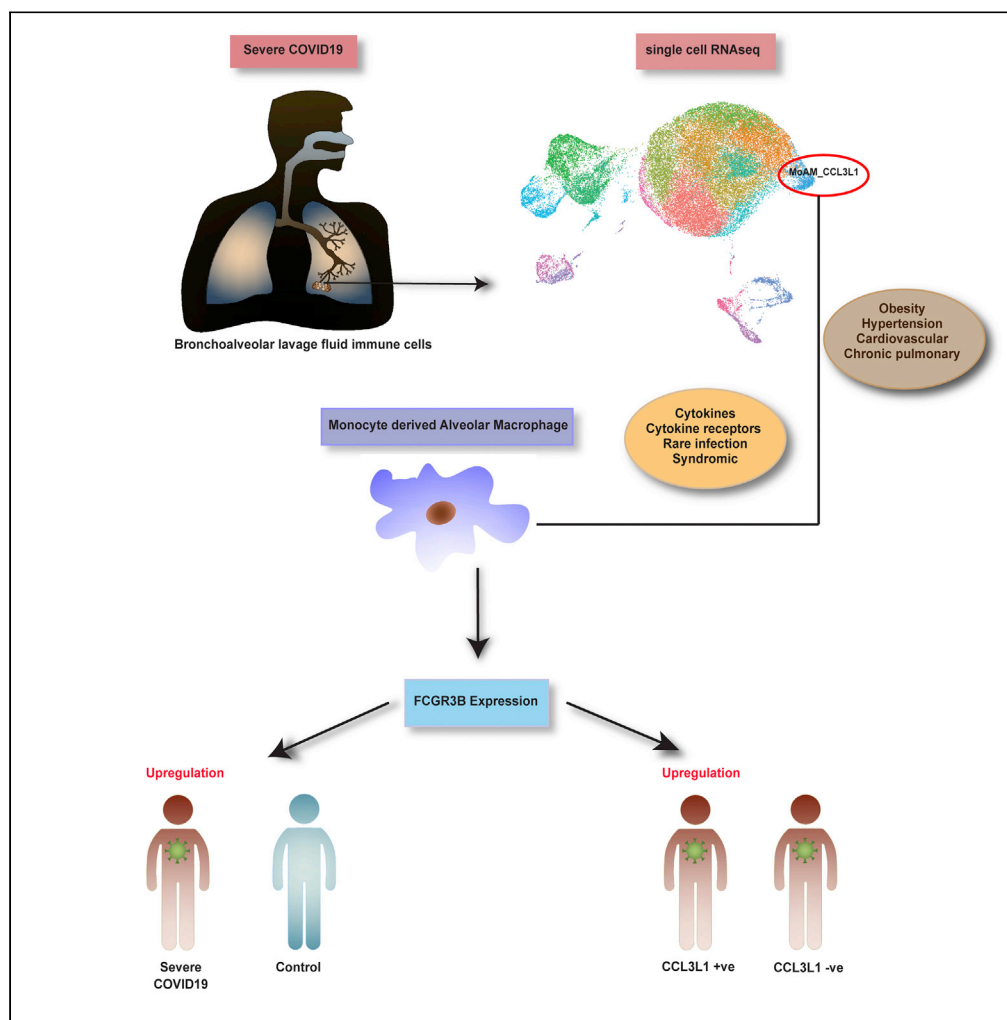 Severe COVID19
single cell RNAseq
MoAM_CCL3L1
Bronchoalveolar lavage fluid immune cells
Obesity
Hypertension
Cardiovascular
Chronic pulmonary
Cytokines
Cytokine receptors
Rare infection
Syndromic
Monocyte derived Alveolar Macrophage
FCGR3B Expression
Upregulation
Severe
COVID19
Control
Upregulation
CCL3L1 +ve
CCL3L1 -ve